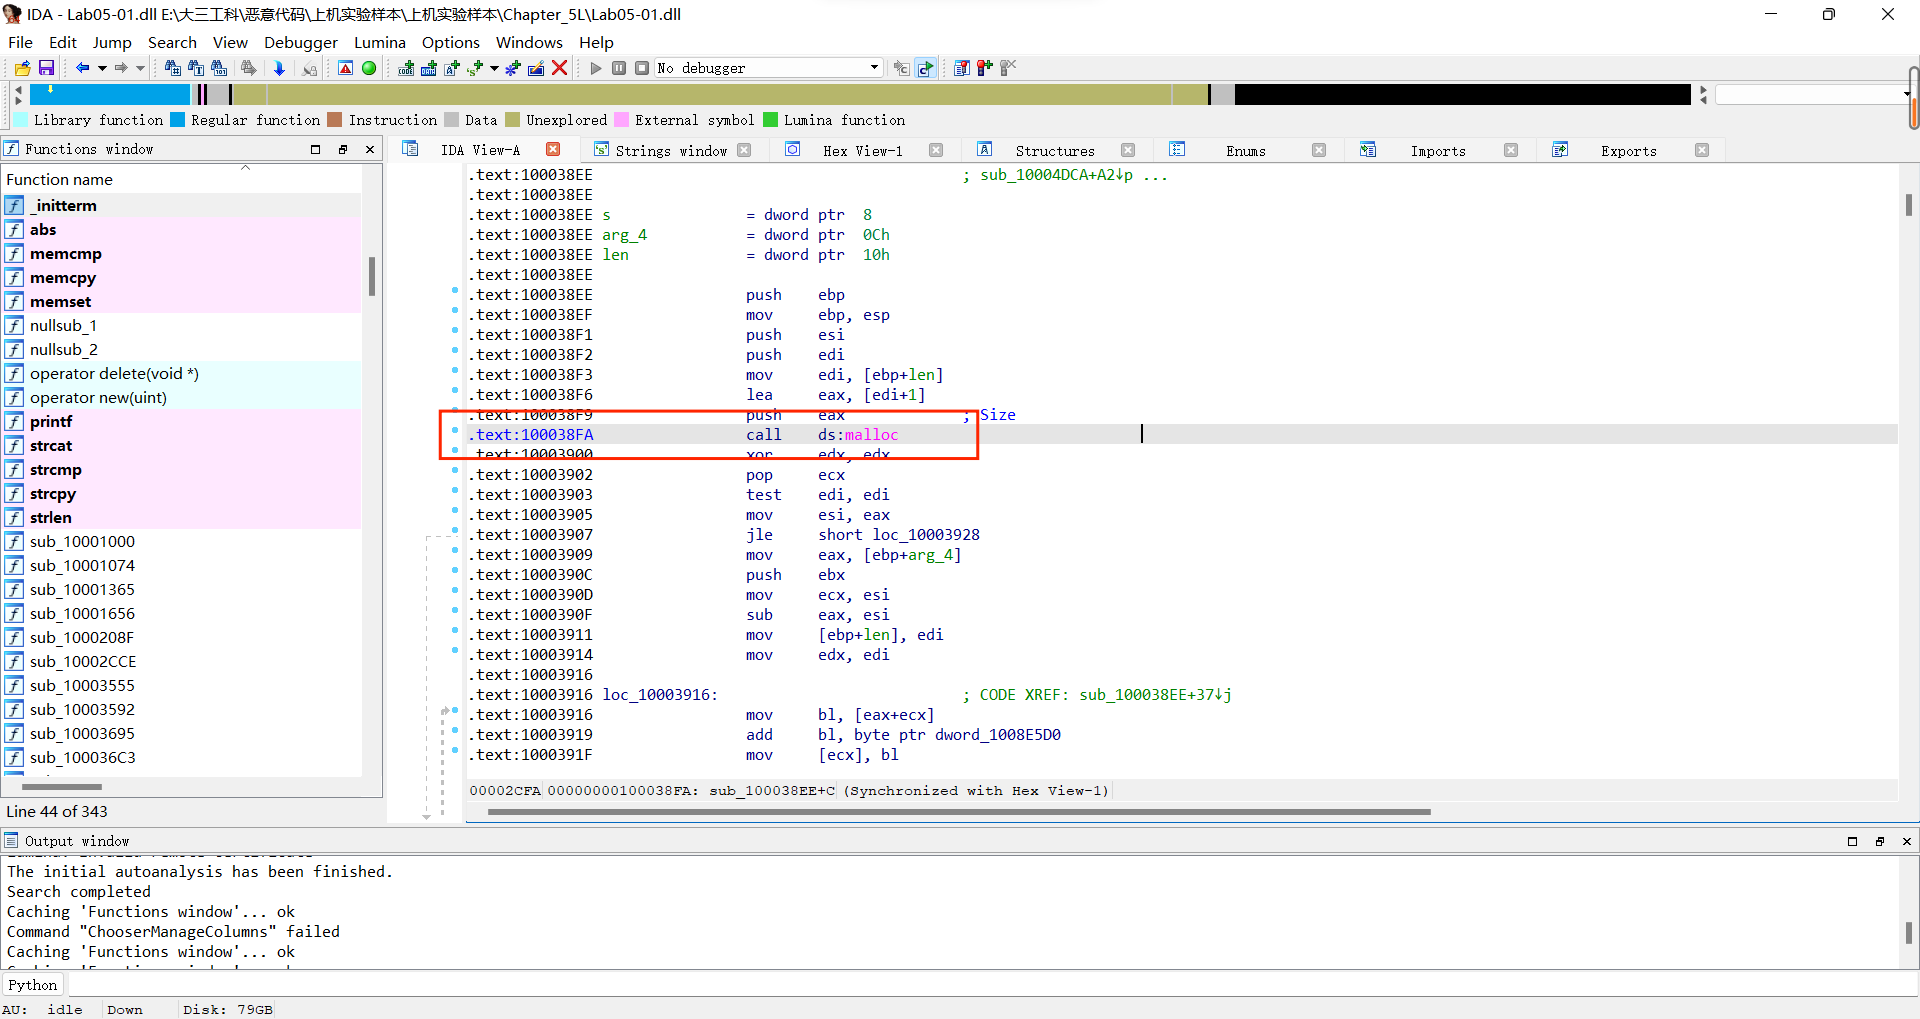 IDA - Lab05-01.dll E:\大三工科\恶意代码\上机实验样本\上机实验样本\Chapter_5L\Lab05-01.dll
File Edit Jump Search View Debugger Lumina Options Windows Help
No debugger
Library function Regular function Instruction Data Unexplored External symbol Lumina function
Functions window
IDA View-A Strings window Hex View-1 Structures Enums Imports Exports
Function name
_initterm
abs
memcmp
memcpy
memset
nullsub_1
nullsub_2
operator delete(void *)
operator new(uint)
printf
strcat
strcmp
strcpy
strlen
sub_10001000
sub_10001074
sub_10001365
sub_10001656
sub_1000208F
sub_10002CCE
sub_10003555
sub_10003592
sub_10003695
sub_100036C3
Line 44 of 343
.text:100038EE ; sub_10004DCA+A2↓p ...
.text:100038EE
.text:100038EE s = dword ptr 8
.text:100038EE arg_4 = dword ptr 0Ch
.text:100038EE len = dword ptr 10h
.text:100038EE
.text:100038EE push ebp
.text:100038EF mov ebp, esp
.text:100038F1 push esi
.text:100038F2 push edi
.text:100038F3 mov edi, [ebp+len]
.text:100038F6 lea eax, [edi+1]
.text:100038F9 push eax ; Size
.text:100038FA call ds:malloc
.text:10003900 xor edx, edx
.text:10003902 pop ecx
.text:10003903 test edi, edi
.text:10003905 mov esi, eax
.text:10003907 jle short loc_10003928
.text:10003909 mov eax, [ebp+arg_4]
.text:1000390C push ebx
.text:1000390D mov ecx, esi
.text:1000390F sub eax, esi
.text:10003911 mov [ebp+len], edi
.text:10003914 mov edx, edi
.text:10003916
.text:10003916 loc_10003916: ; CODE XREF: sub_100038EE+37↓j
.text:10003916 mov bl, [eax+ecx]
.text:10003919 add bl, byte ptr dword_1008E5D0
.text:1000391F mov [ecx], bl
00002CFA 00000000100038FA: sub_100038EE+C (Synchronized with Hex View-1)
Output window
The initial autoanalysis has been finished.
Search completed
Caching 'Functions window'... ok
Command "ChooserManageColumns" failed
Caching 'Functions window'... ok
Python
AU: idle Down Disk: 79GB